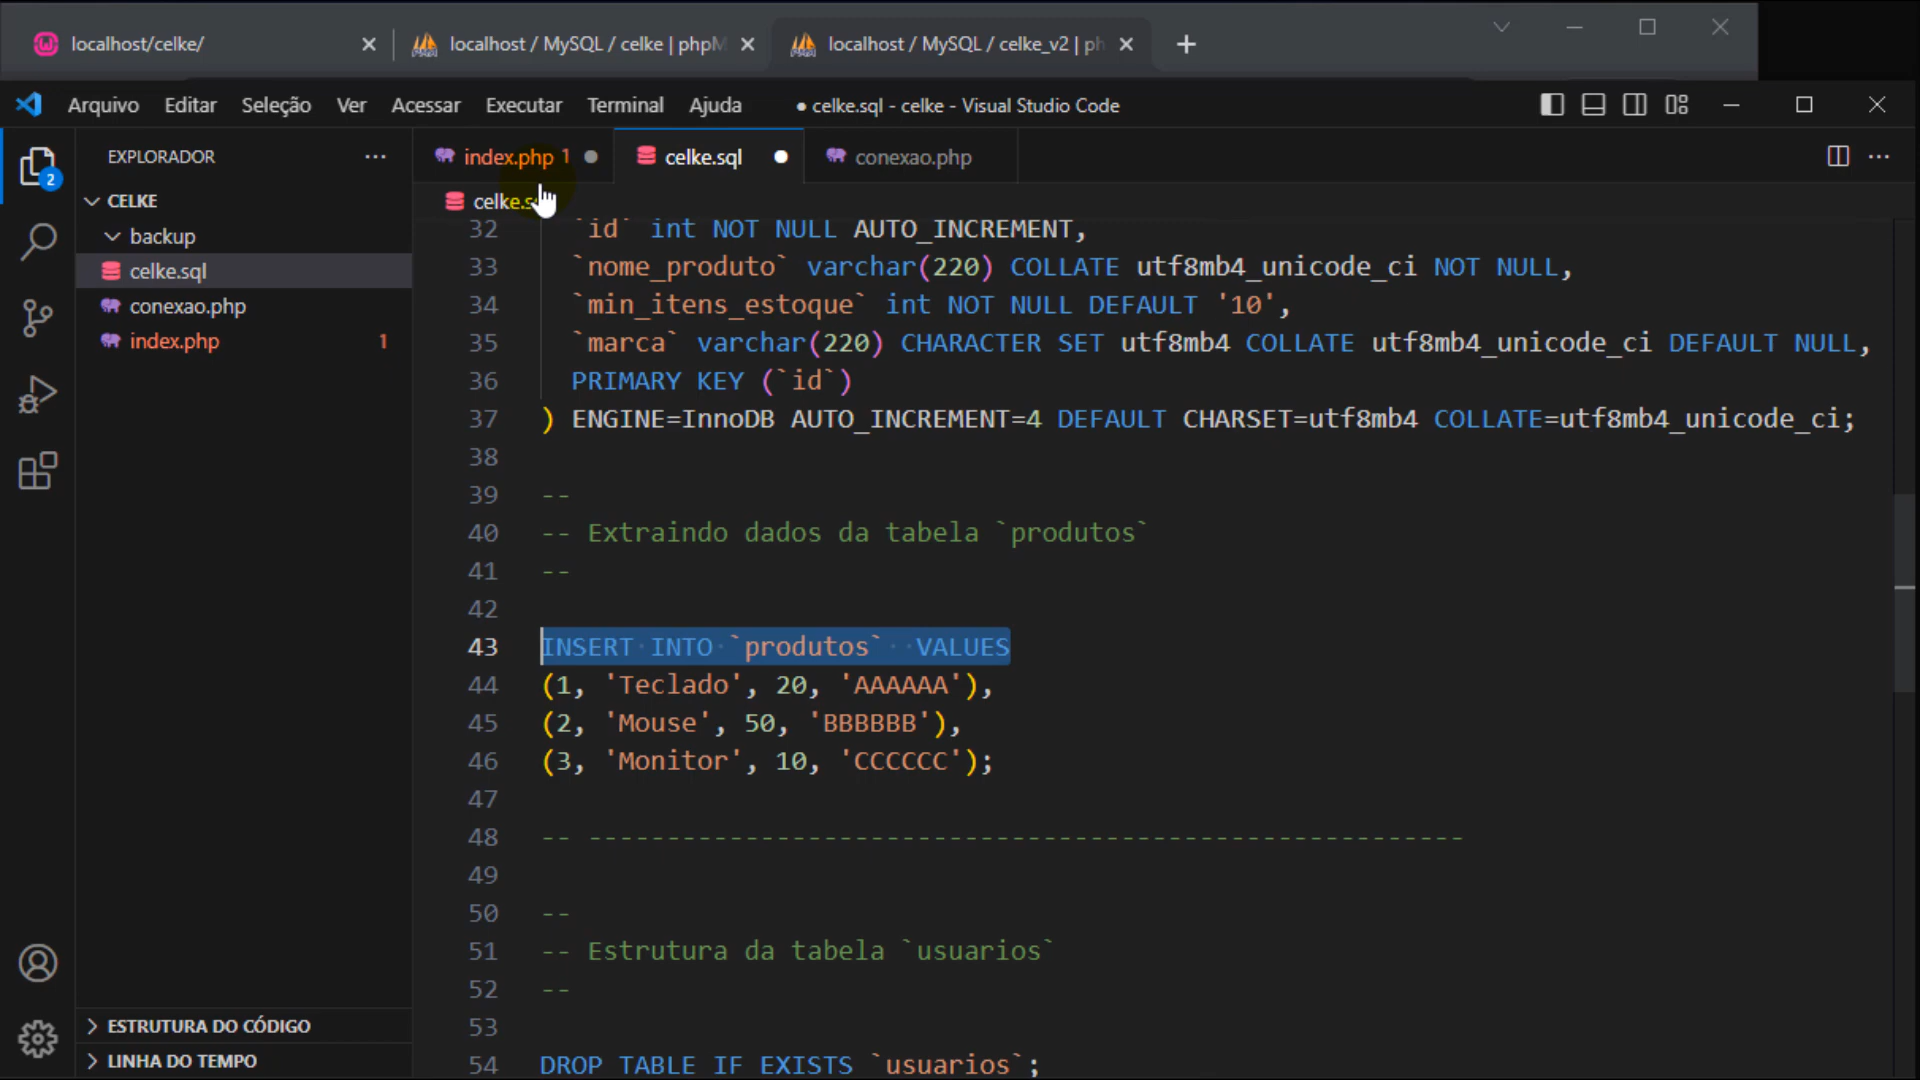 localhost/celke/
localhost / MySQL / celke | phpM
localhost / MySQL / celke_v2 | ph
Arquivo Editar Seleção Ver Acessar Executar Terminal Ajuda ● celke.sql - celke - Visual Studio Code
EXPLORADOR ···
index.php 1 celke.sql conexao.php
CELKE
backup
celke.sql
conexao.php
index.php 1
2
ESTRUTURA DO CÓDIGO
LINHA DO TEMPO
32 `id` int NOT NULL AUTO_INCREMENT,
33 `nome_produto` varchar(220) COLLATE utf8mb4_unicode_ci NOT NULL,
34 `min_itens_estoque` int NOT NULL DEFAULT '10',
35 `marca` varchar(220) CHARACTER SET utf8mb4 COLLATE utf8mb4_unicode_ci DEFAULT NULL,
36 PRIMARY KEY (`id`)
37 ) ENGINE=InnoDB AUTO_INCREMENT=4 DEFAULT CHARSET=utf8mb4 COLLATE=utf8mb4_unicode_ci;
38
39 --
40 -- Extraindo dados da tabela `produtos`
41 --
42
43 INSERT INTO `produtos`  VALUES
44 (1, 'Teclado', 20, 'AAAAAA'),
45 (2, 'Mouse', 50, 'BBBBBB'),
46 (3, 'Monitor', 10, 'CCCCCC');
47
48 -- --------------------------------------------------------
49
50 --
51 -- Estrutura da tabela `usuarios`
52 --
53
54 DROP TABLE IF EXISTS `usuarios`;